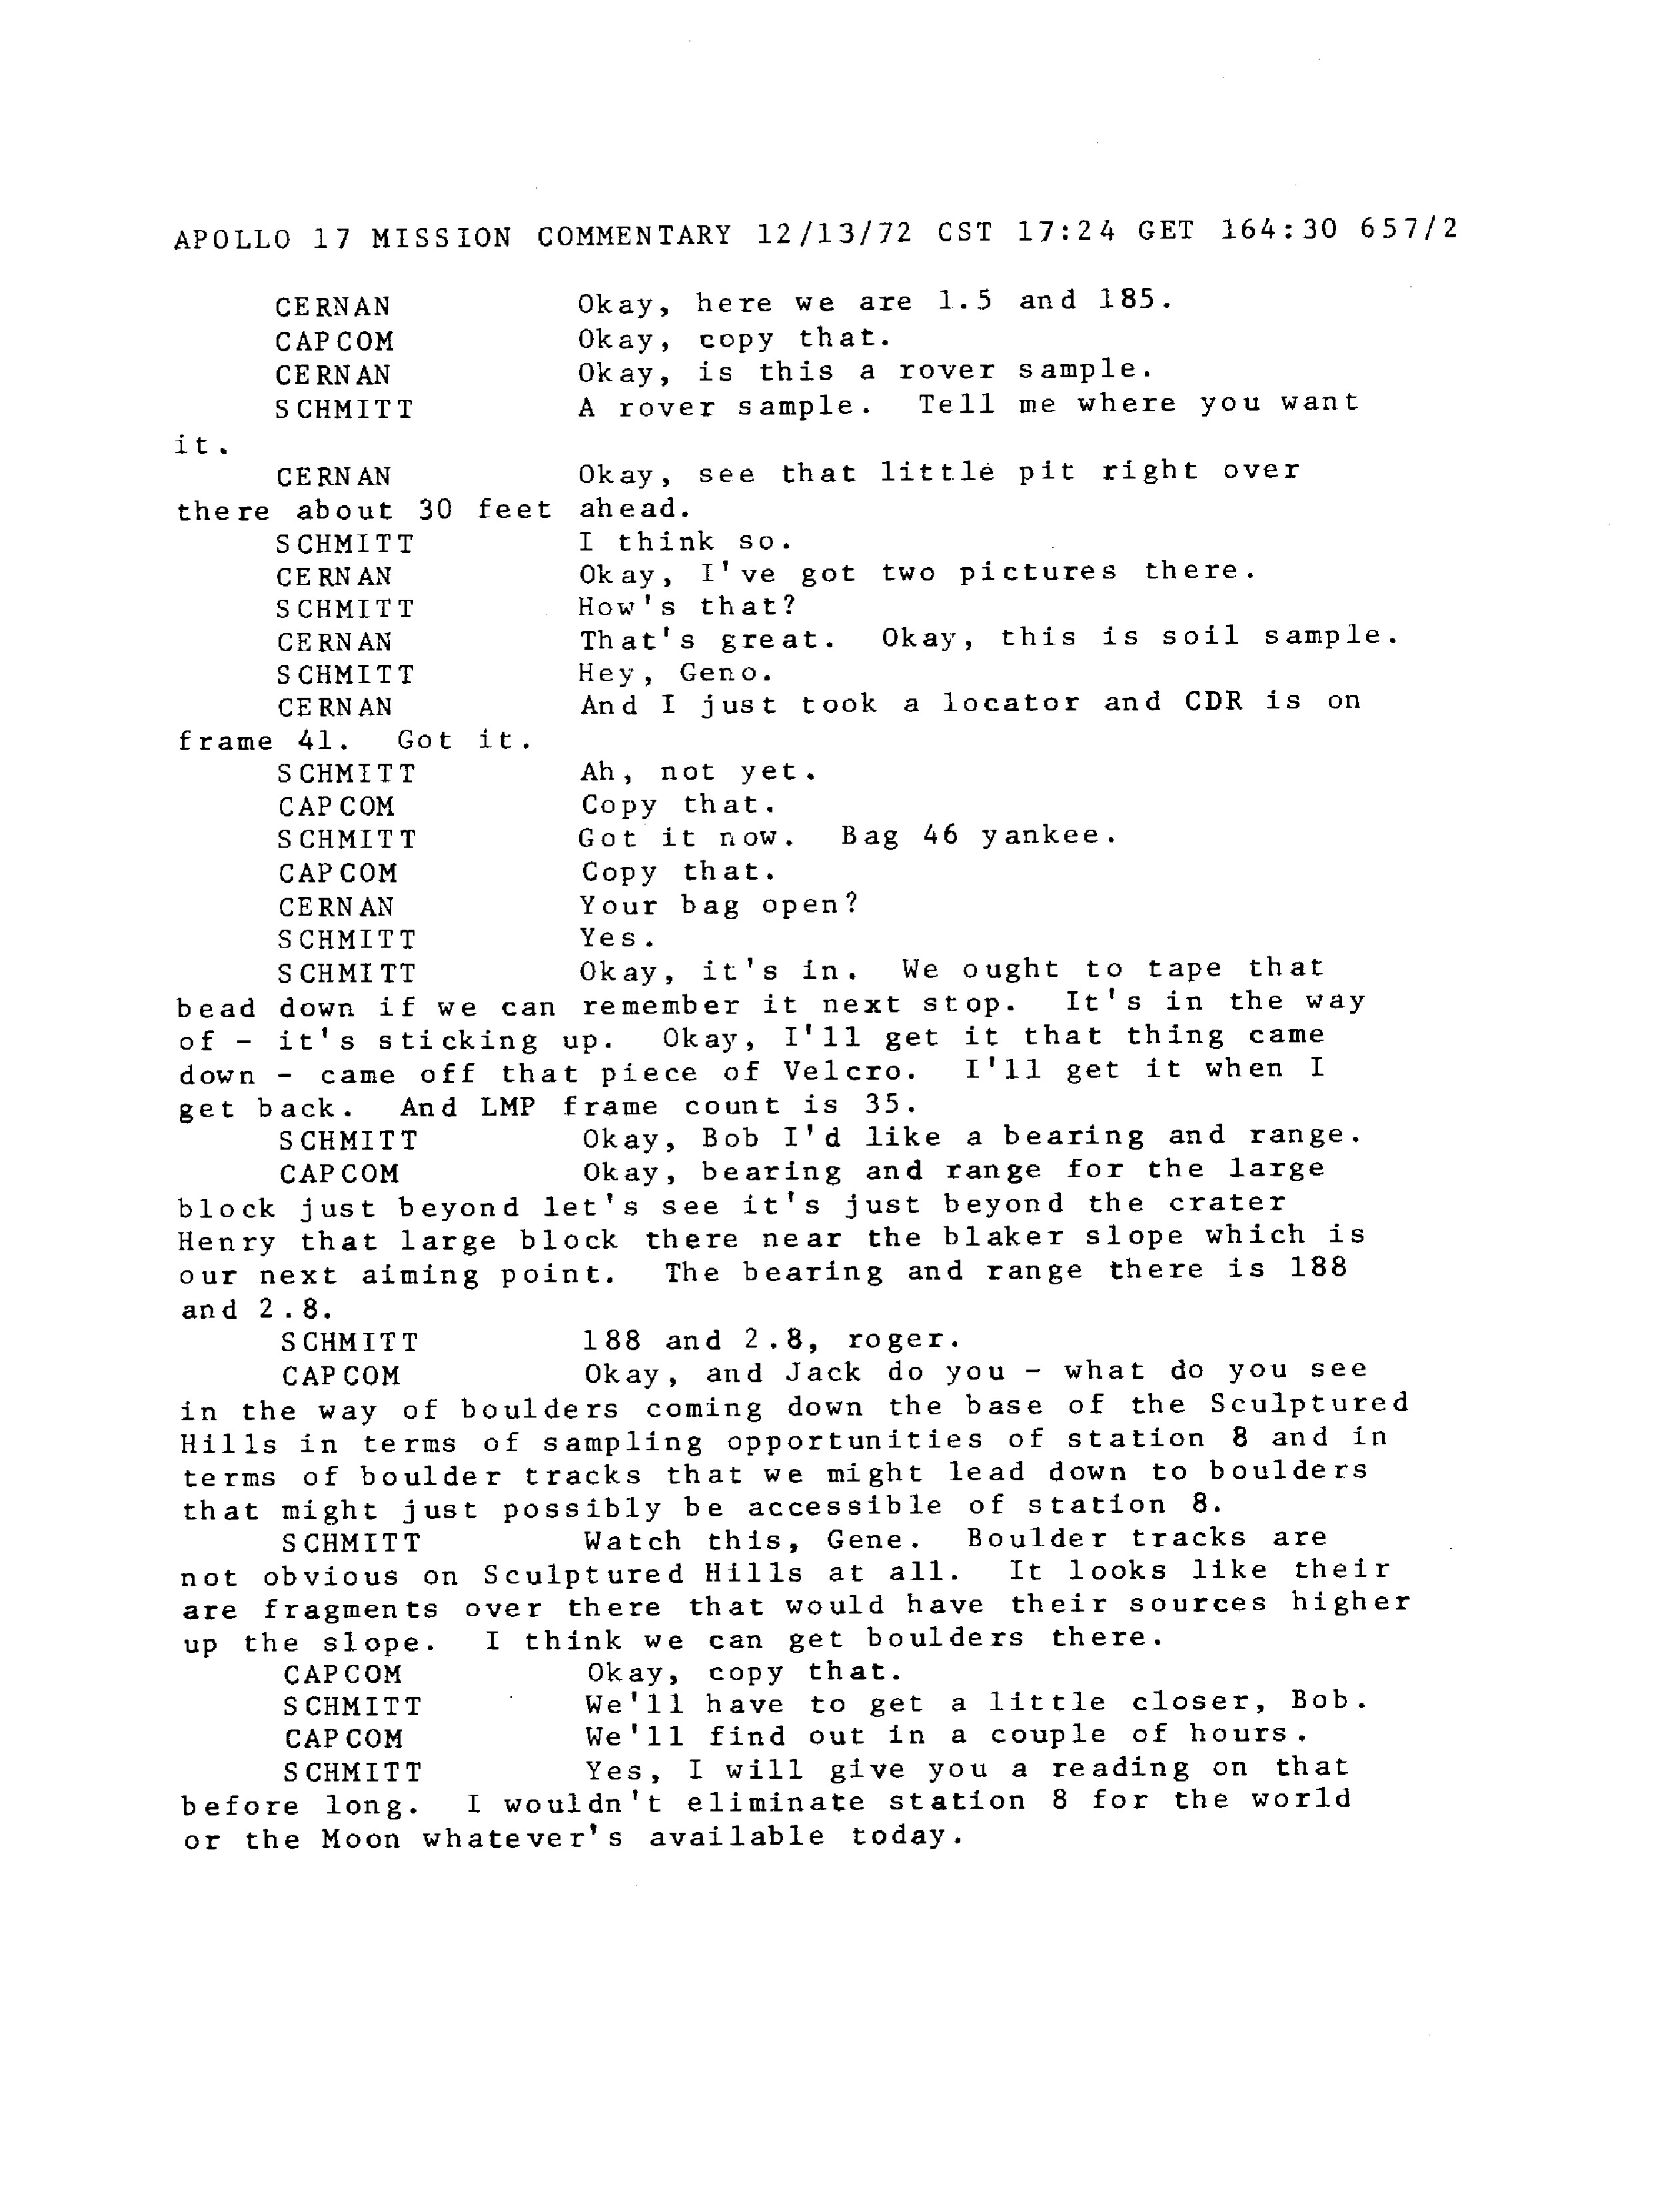 APOLLO 17 MISSION COMMENTARY 12/13/72 CST 17:24 GET 164:30 657/2
CERNAN Okay, here we are 1.5 and 185.
CAPCOM Okay, copy that.
CERNAN Okay, is this a rover sample.
SCHMITT A rover sample. Tell me where you want
it.
CERNAN Okay, see that little pit right over
there about 30 feet ahead.
SCHMITT I think so.
CERNAN Okay, I've got two pictures there.
SCHMITT How's that?
CERNAN That's great. Okay, this is soil sample.
SCHMITT Hey, Geno.
CERNAN And I just took a locator and CDR is on
frame 41. Got it.
SCHMITT Ah, not yet.
CAPCOM Copy that.
SCHMITT Got it now. Bag 46 yankee.
CAPCOM Copy that.
CERNAN Your bag open?
SCHMITT Yes.
SCHMITT Okay, it's in. We ought to tape that
bead down if we can remember it next stop. It's in the way
of - it's sticking up. Okay, I'll get it that thing came
down - came off that piece of Velcro. I'll get it when I
get back. And LMP frame count is 35.
SCHMITT Okay, Bob I'd like a bearing and range.
CAPCOM Okay, bearing and range for the large
block just beyond let's see it's just beyond the crater
Henry that large block there near the blaker slope which is
our next aiming point. The bearing and range there is 188
and 2.8.
SCHMITT 188 and 2.8, roger.
CAPCOM Okay, and Jack do you - what do you see
in the way of boulders coming down the base of the Sculptured
Hills in terms of sampling opportunities of station 8 and in
terms of boulder tracks that we might lead down to boulders
that might just possibly be accessible of station 8.
SCHMITT Watch this, Gene. Boulder tracks are
not obvious on Sculptured Hills at all. It looks like their
are fragments over there that would have their sources higher
up the slope. I think we can get boulders there.
CAPCOM Okay, copy that.
SCHMITT We'll have to get a little closer, Bob.
CAPCOM We'll find out in a couple of hours.
SCHMITT Yes, I will give you a reading on that
before long. I wouldn't eliminate station 8 for the world
or the Moon whatever's available today.